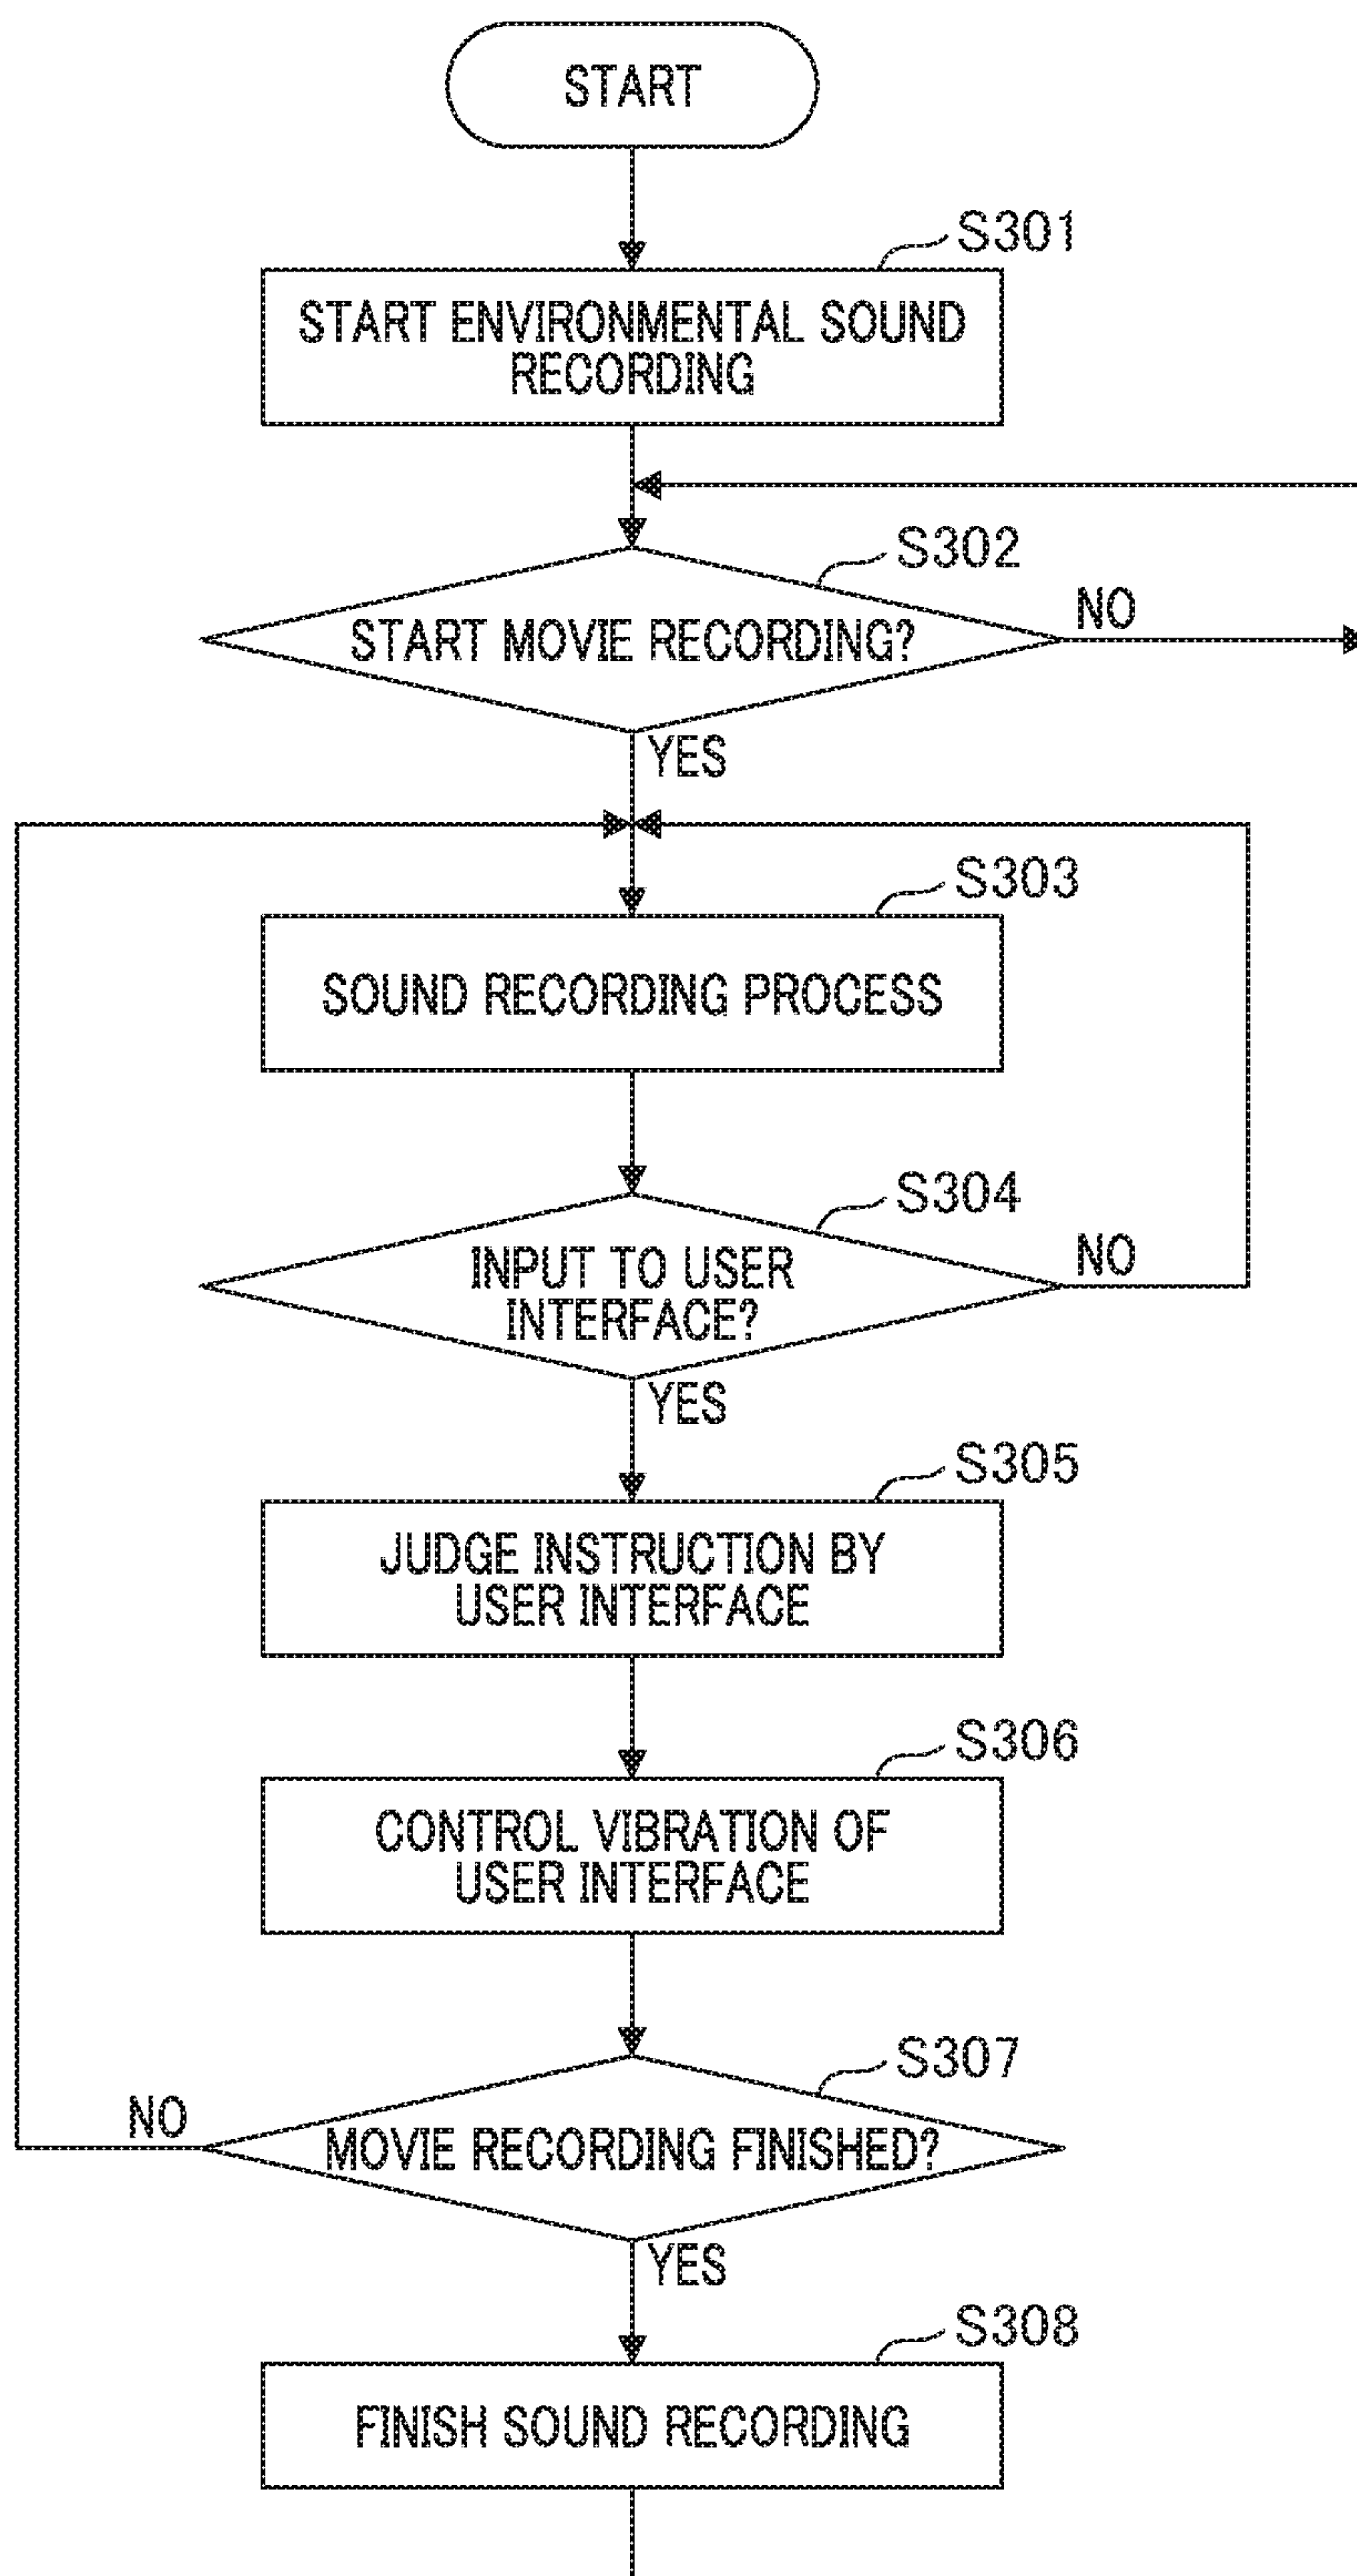 START
S301
START ENVIRONMENTAL SOUND
RECORDING
S302
START MOVIE RECORDING?
NO
YES
S303
SOUND RECORDING PROCESS
S304
INPUT TO USER
INTERFACE?
NO
YES
S305
JUDGE INSTRUCTION BY
USER INTERFACE
S306
CONTROL VIBRATION OF
USER INTERFACE
S307
NO
MOVIE RECORDING FINISHED?
YES
S308
FINISH SOUND RECORDING